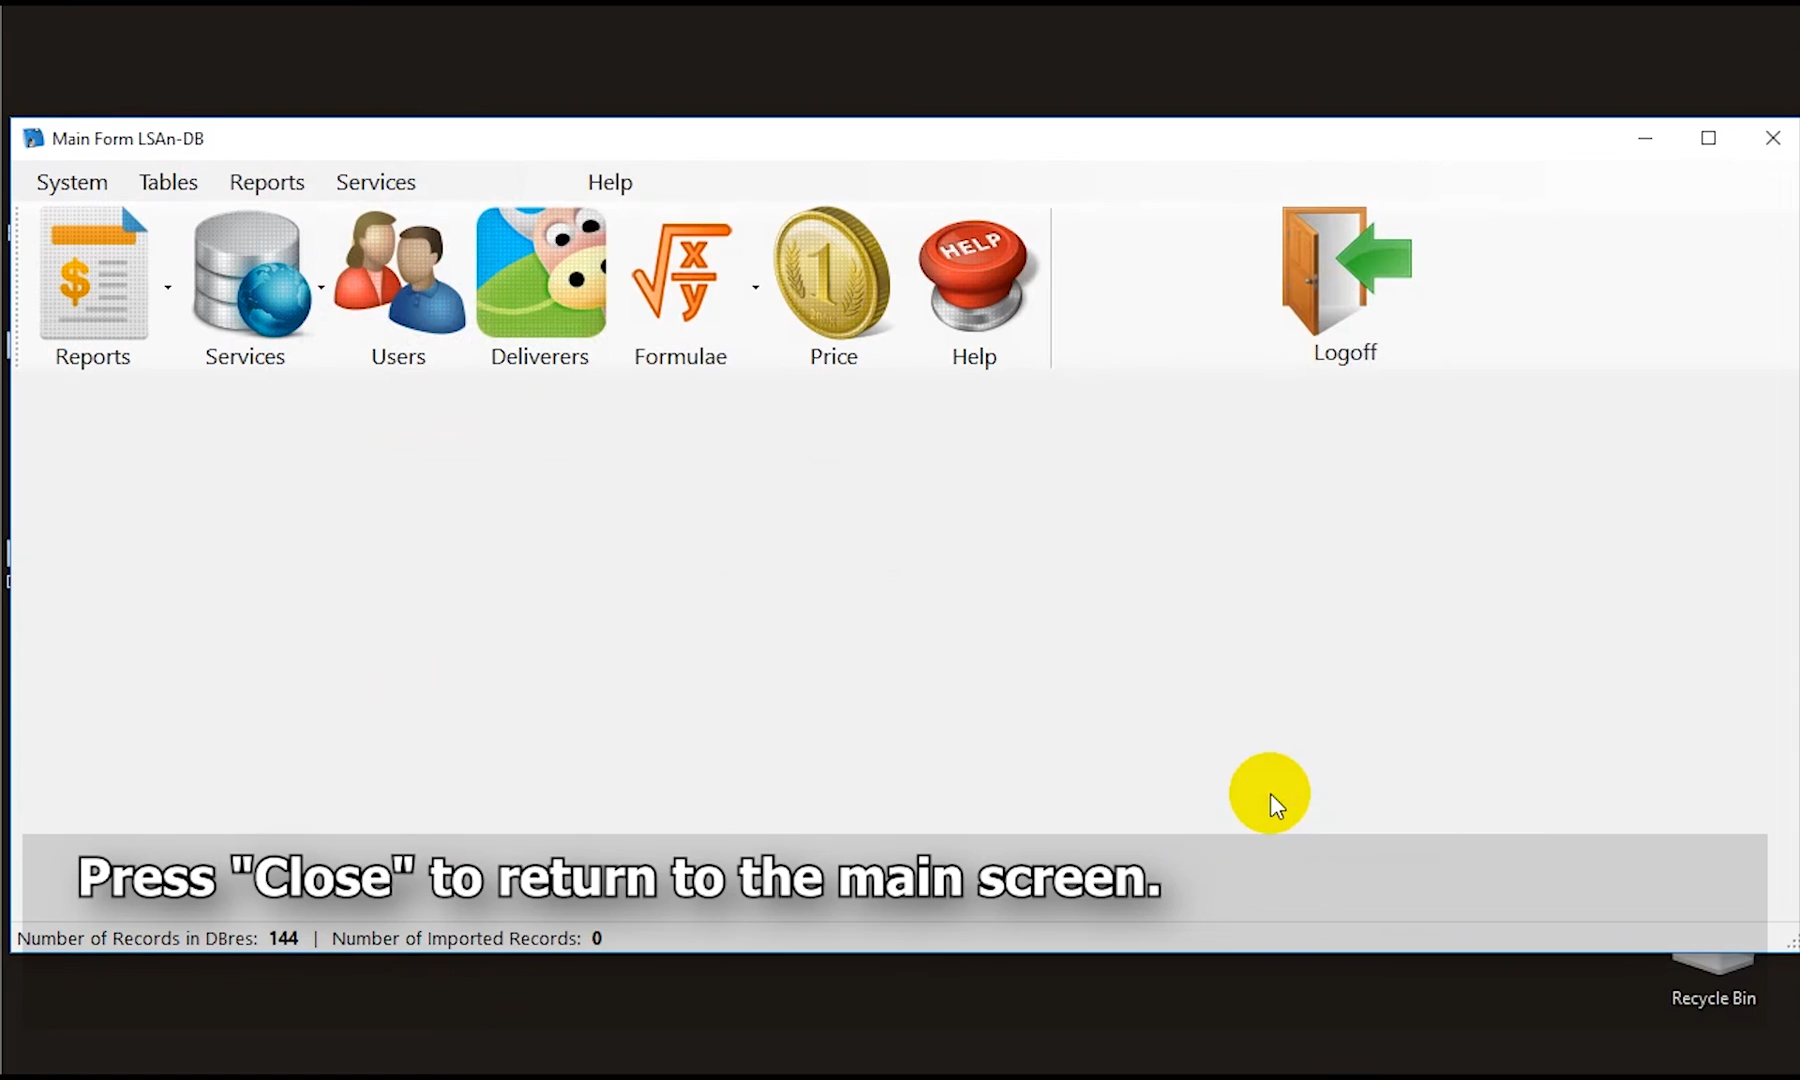 Main Form LSAn-DB
System Tables Reports Services Help
HELP
1
$
x
y
Reports Services Users Deliverers Formulae Price Help Logoff
Press "Close" to return to the main screen.
Number of Records in DBres: 144 | Number of Imported Records: 0
Recycle Bin